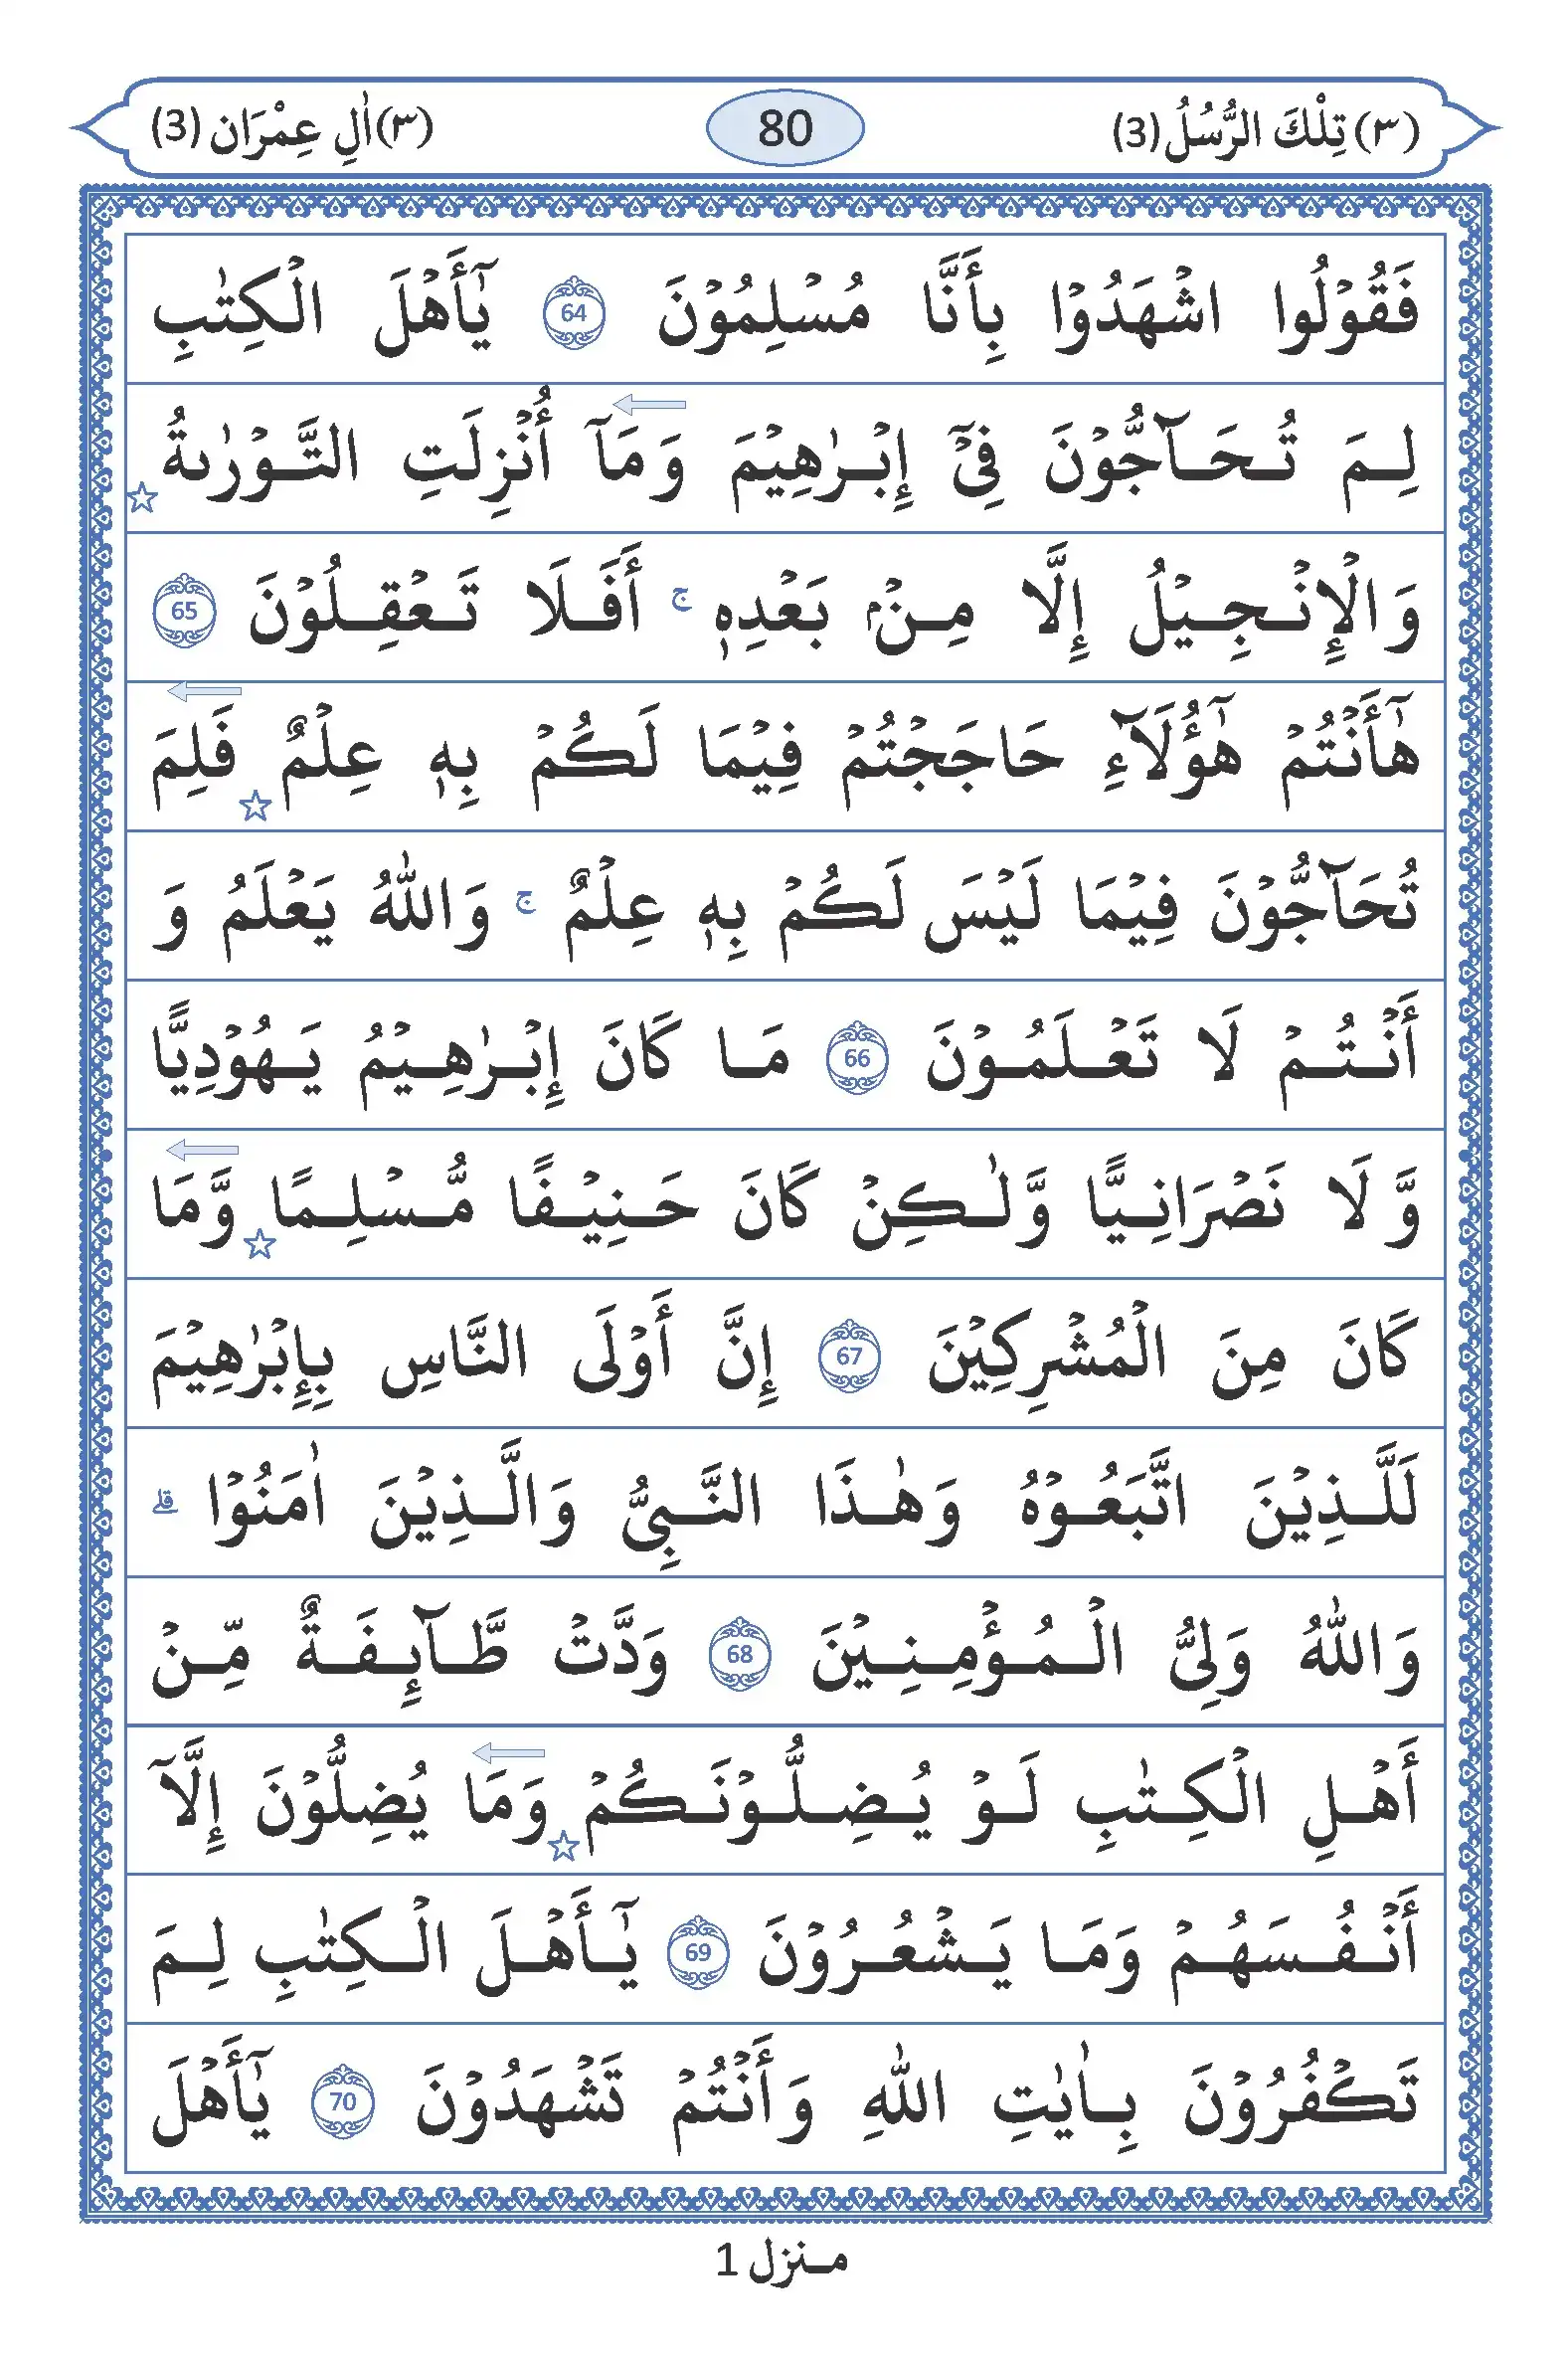 (٣) تِلْكَ الرُّسُلُ (3) 80 (٣) اٰلِ عِمْرَان (3)
فَقُوْلُوا اشْهَدُوْا بِأَنَّا مُسْلِمُوْنَ 64 يٰٓأَهْلَ الْكِتٰبِ
لِمَ تُحَآجُّوْنَ فِيْٓ إِبْرٰهِيْمَ وَمَآ أُنْزِلَتِ التَّوْرٰىةُ ☆
وَالْإِنْجِيْلُ إِلَّا مِنْۢ بَعْدِهٖ ۚ أَفَلَا تَعْقِلُوْنَ 65
هٰٓأَنْتُمْ هٰٓؤُلَآءِ حَاجَجْتُمْ فِيْمَا لَكُمْ بِهٖ عِلْمٌ ☆ فَلِمَ
تُحَآجُّوْنَ فِيْمَا لَيْسَ لَكُمْ بِهٖ عِلْمٌ ۚ وَاللّٰهُ يَعْلَمُ وَ
أَنْتُمْ لَا تَعْلَمُوْنَ 66 مَا كَانَ إِبْرٰهِيْمُ يَهُوْدِيًّا
وَّلَا نَصْرَانِيًّا وَّلٰكِنْ كَانَ حَنِيْفًا مُّسْلِمًا ☆ وَّمَا
كَانَ مِنَ الْمُشْرِكِيْنَ 67 إِنَّ أَوْلَى النَّاسِ بِإِبْرٰهِيْمَ
لَلَّذِيْنَ اتَّبَعُوْهُ وَهٰذَا النَّبِيُّ وَالَّذِيْنَ اٰمَنُوْا ۗ
وَاللّٰهُ وَلِيُّ الْمُؤْمِنِيْنَ 68 وَدَّتْ طَّآئِفَةٌ مِّنْ
أَهْلِ الْكِتٰبِ لَوْ يُضِلُّوْنَكُمْ ☆ وَمَا يُضِلُّوْنَ إِلَّآ
أَنْفُسَهُمْ وَمَا يَشْعُرُوْنَ 69 يٰٓأَهْلَ الْكِتٰبِ لِمَ
تَكْفُرُوْنَ بِاٰيٰتِ اللّٰهِ وَأَنْتُمْ تَشْهَدُوْنَ 70 يٰٓأَهْلَ
مـنزل 1